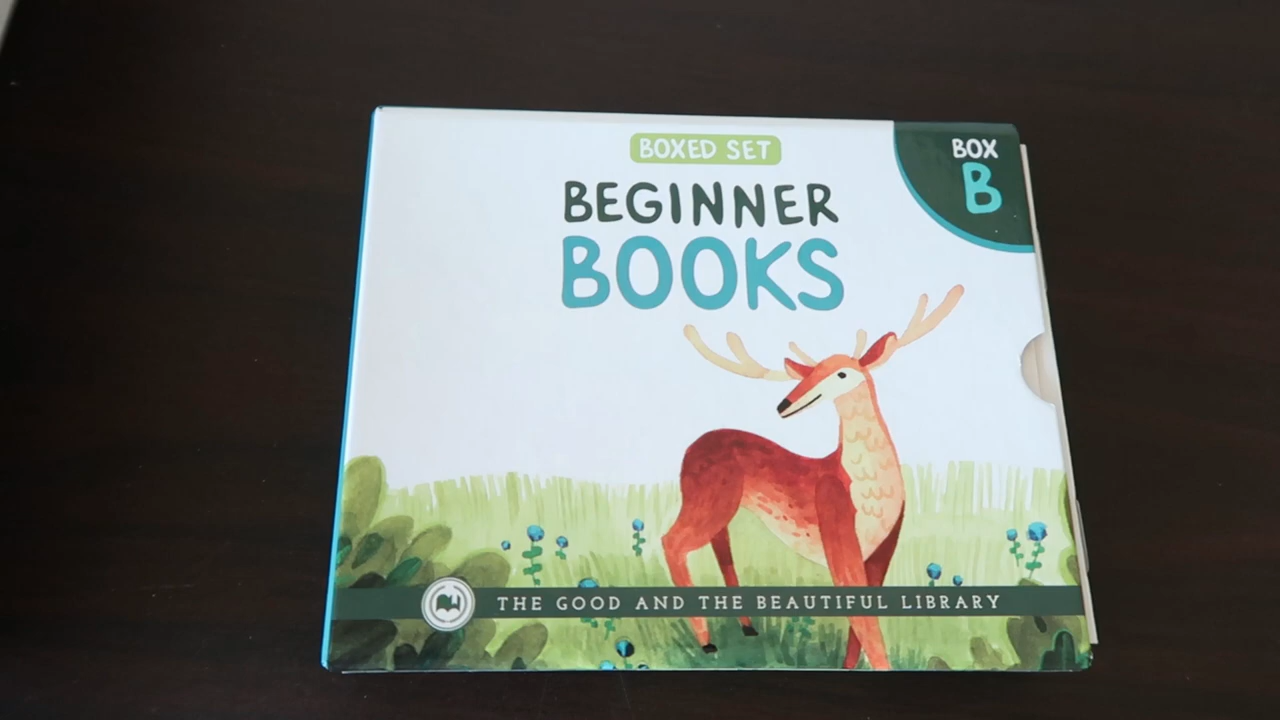 BOXED SET
BEGINNER
BOOKS
BOX
B
THE GOOD AND THE BEAUTIFUL LIBRARY